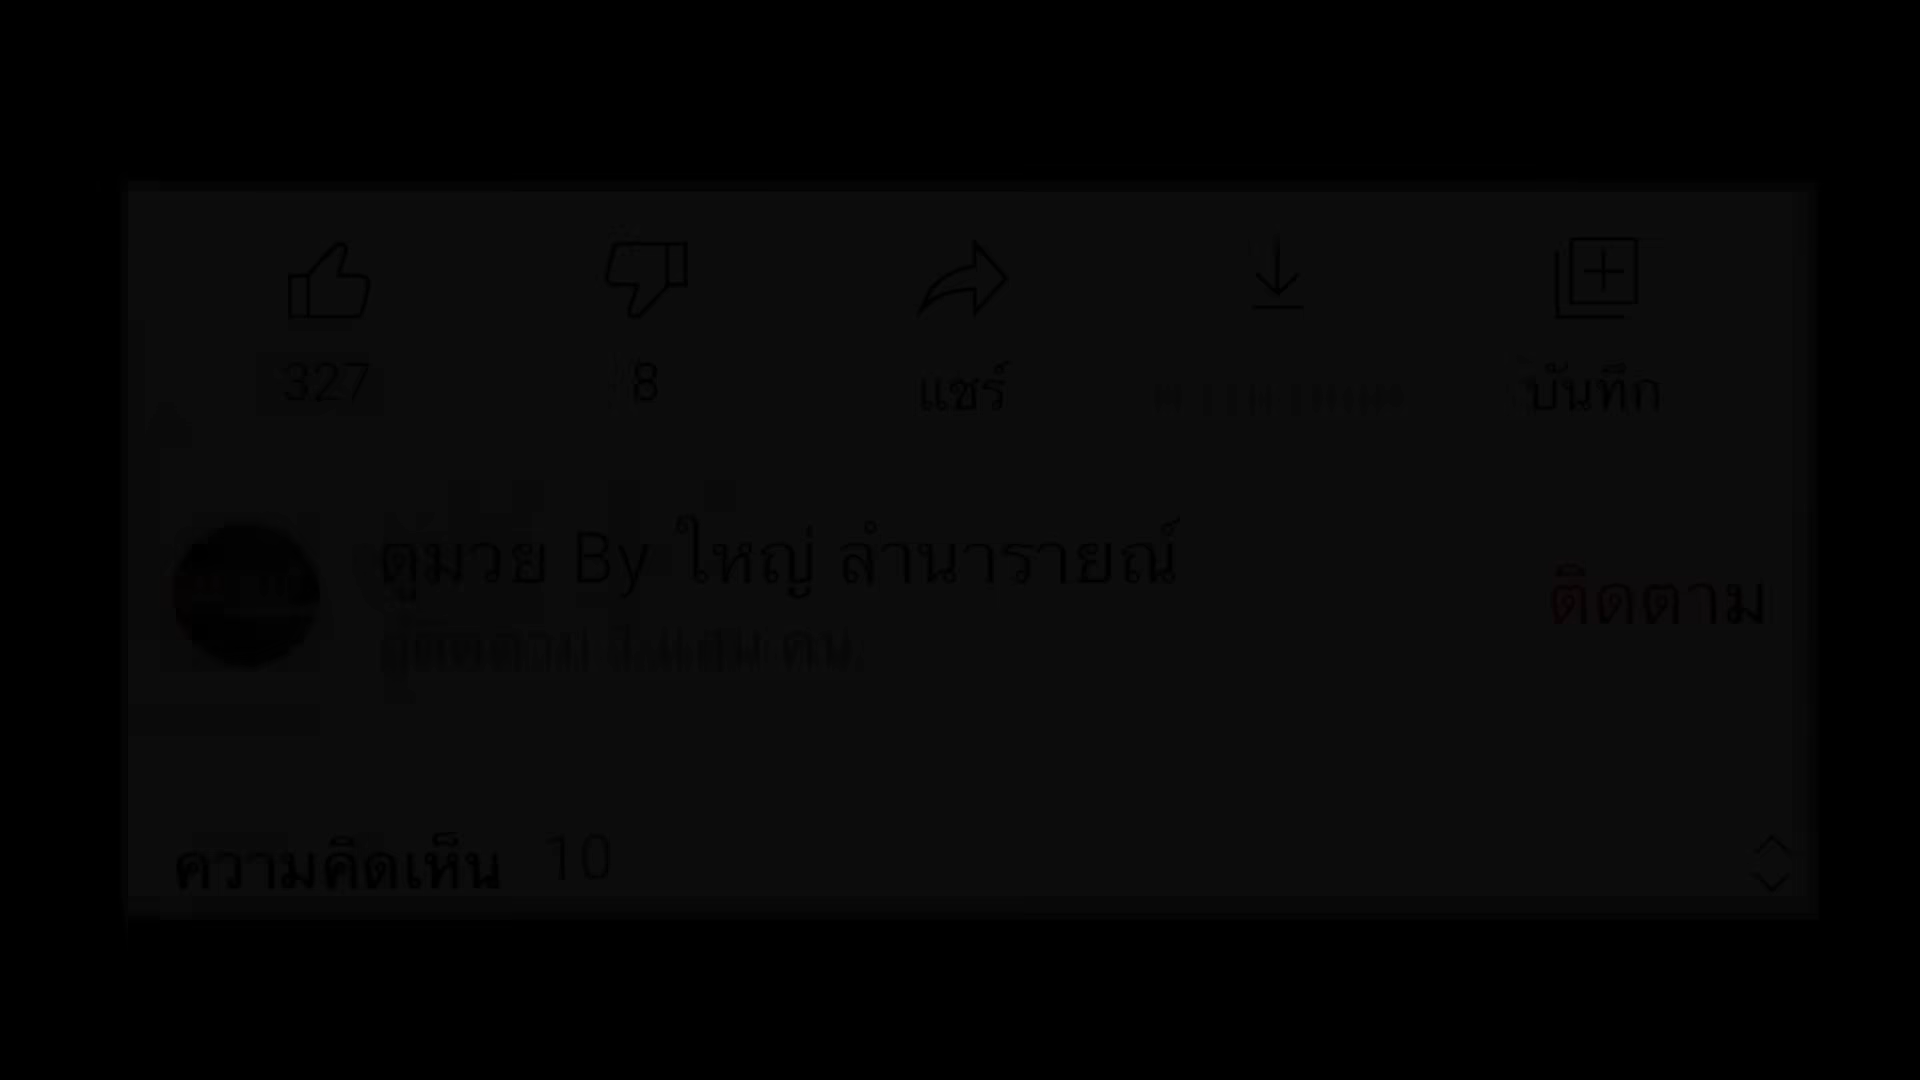 327 8 แชร์ บันทึก
ดูมวย By ใหญ่ ลำนารายณ์
ติดตาม
ความคิดเห็น 10